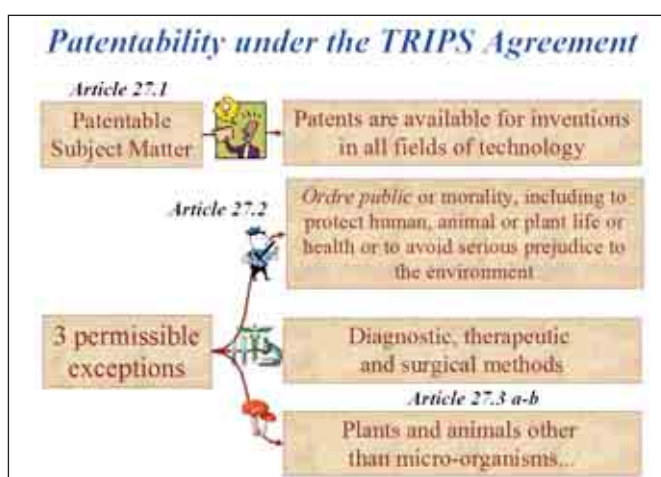 Patentability under the TRIPS Agreement
Article 27.1
Patentable
Subject Matter
Patents are available for inventions
in all fields of technology
Article 27.2
Ordre public or morality, including to
protect human, animal or plant life or
health or to avoid serious prejudice to
the environment
3 permissible
exceptions
Diagnostic, therapeutic
and surgical methods
Article 27.3 a-b
Plants and animals other
than micro-organisms...